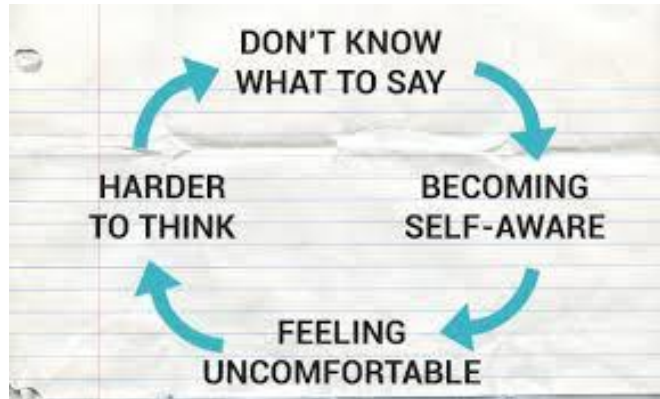 DON'T KNOW
WHAT TO SAY
BECOMING
SELF-AWARE
FEELING
UNCOMFORTABLE
HARDER
TO THINK